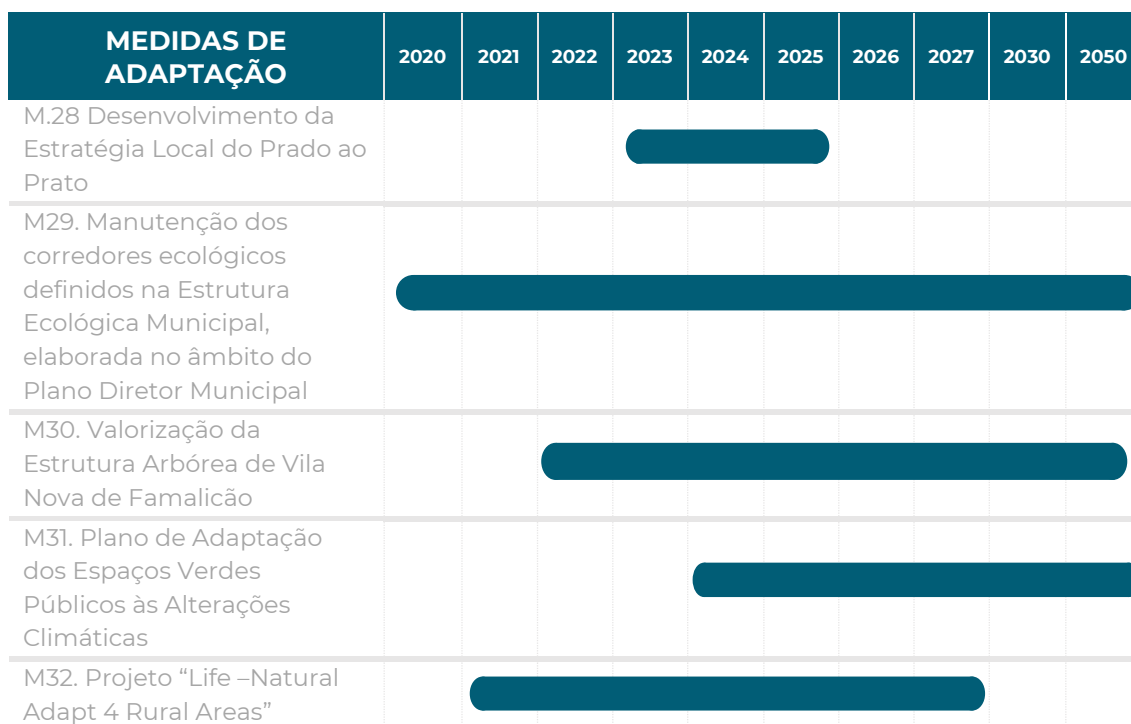 MEDIDAS DE
ADAPTAÇÃO
2020 2021 2022 2023 2024 2025 2026 2027 2030 2050
M.28 Desenvolvimento da
Estratégia Local do Prado ao
Prato
M29. Manutenção dos
corredores ecológicos
definidos na Estrutura
Ecológica Municipal,
elaborada no âmbito do
Plano Diretor Municipal
M30. Valorização da
Estrutura Arbórea de Vila
Nova de Famalicão
M31. Plano de Adaptação
dos Espaços Verdes
Públicos às Alterações
Climáticas
M32. Projeto “Life –Natural
Adapt 4 Rural Areas”